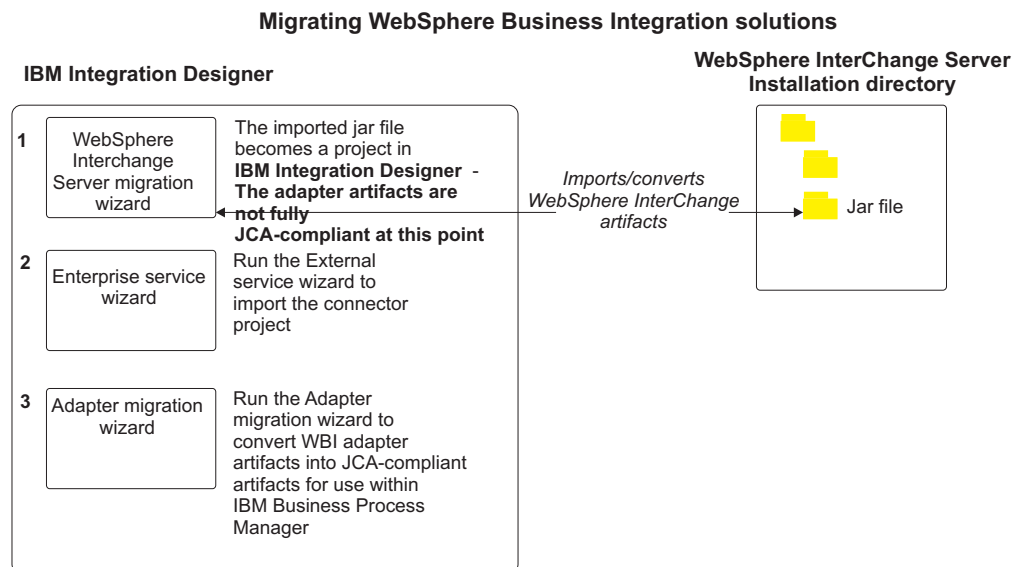 Migrating WebSphere Business Integration solutions
IBM Integration Designer
WebSphere InterChange Server
Installation directory
1
WebSphere
Interchange
Server migration
wizard
The imported jar file
becomes a project in
IBM Integration Designer -
The adapter artifacts are
not fully
JCA-compliant at this point
Imports/converts
WebSphere InterChange
artifacts
Jar file
2
Enterprise service
wizard
Run the External
service wizard to
import the connector
project
3
Adapter migration
wizard
Run the Adapter
migration wizard to
convert WBI adapter
artifacts into JCA-compliant
artifacts for use within
IBM Business Process
Manager